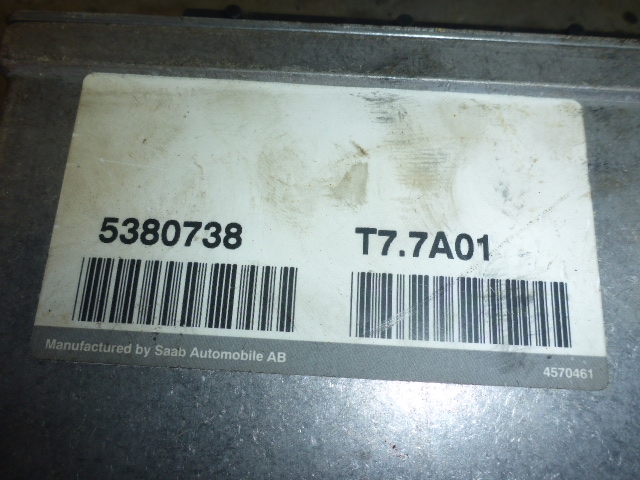 5380738 T7.7A01
Manufactured by Saab Automobile AB 4570461